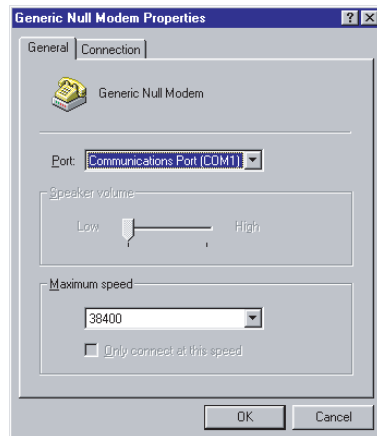 Generic Null Modem Properties
General Connection
Generic Null Modem
Port: Communications Port (COM1)
Speaker volume
Low High
Maximum speed
38400
Only connect at this speed
OK Cancel